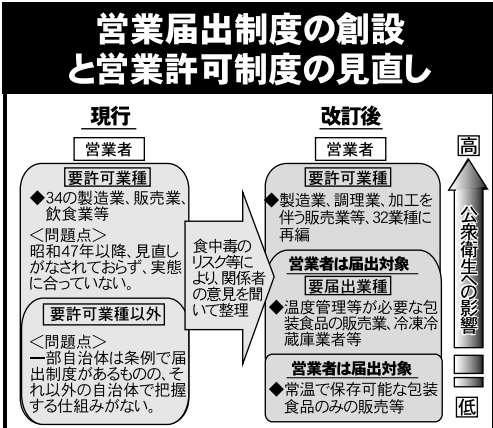 営業届出制度の創設
と営業許可制度の見直し
現行
営業者
要許可業種
◆34の製造業、販売業、
飲食業等
＜問題点＞
昭和47年以降、見直し
がなされておらず、実態
に合っていない。
要許可業種以外
＜問題点＞
一部自治体は条例で届
出制度があるものの、そ
れ以外の自治体で把握
する仕組みがない。
食中毒の
リスク等に
より、関係者
の意見を聞
いて整理
改訂後
営業者
要許可業種
◆製造業、調理業、加工を
伴う販売業等、32業種に
再編
営業者は届出対象
要届出業種
◆温度管理等が必要な包
装食品の販売業、冷凍冷
蔵庫業者等
営業者は届出対象
◆常温で保存可能な包装
食品のみの販売等
高
公衆衛生への影響
低